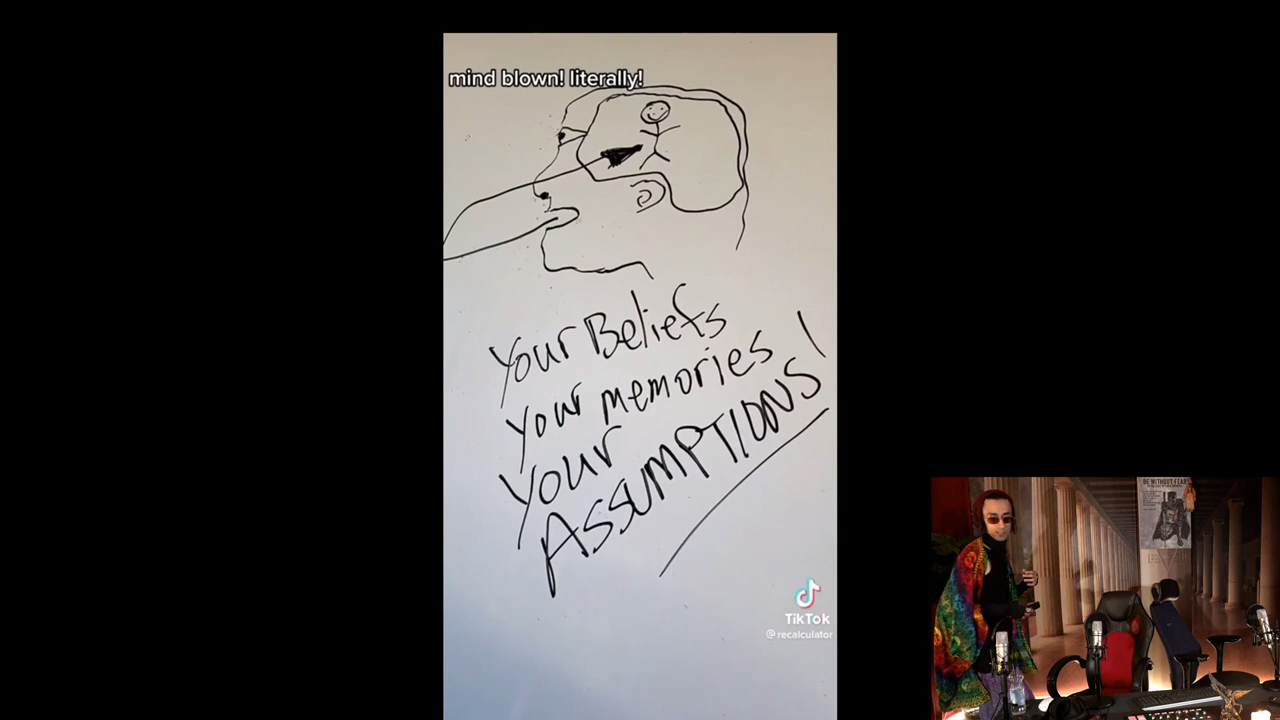 mind blown! literally!
Your Beliefs
Your memories
Your
ASSUMPTIONS!
TikTok
@recalculator
BE WITHOUT FEAR